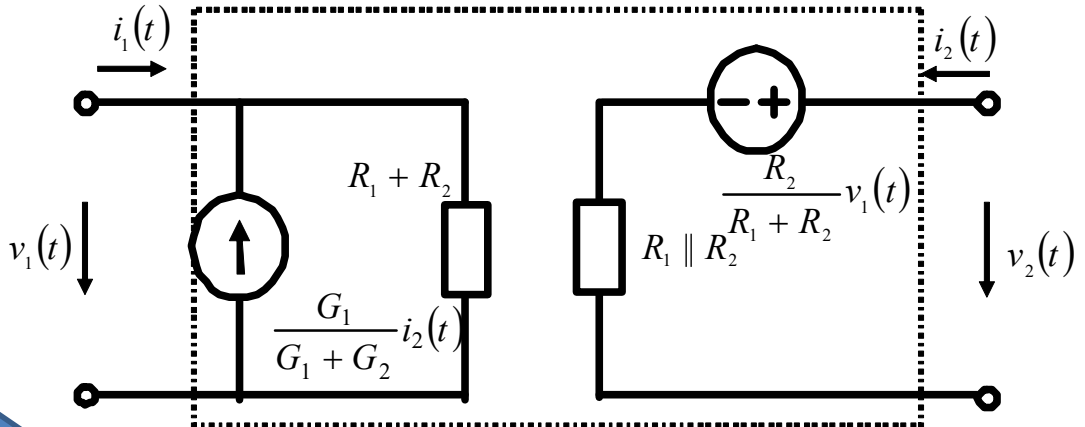 i₁(t)
i₂(t)
− +
R₁ + R₂
R₂
―――――― v₁(t)
R₁ + R₂
v₁(t)
R₁ ∥ R₂
v₂(t)
G₁
―――――― i₂(t)
G₁ + G₂